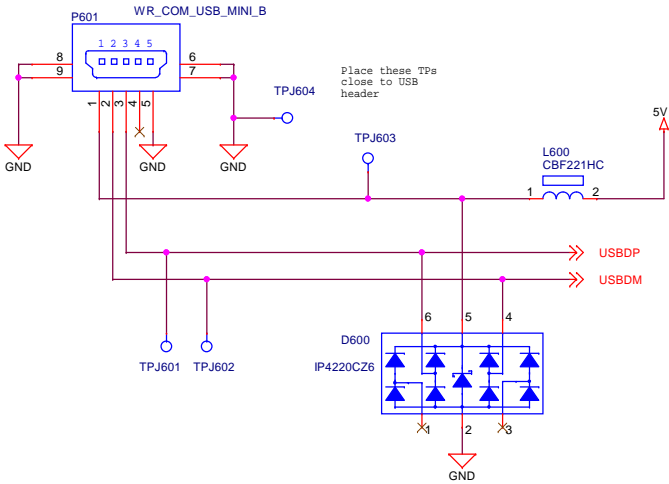 WR_COM_USB_MINI_B
P601
1 2 3 4 5
8
9
6
7
1
2
3
4
5
GND
GND
GND
TPJ604
Place these TPs
close to USB
header
TPJ603
5V
L600
CBF221HC
1
2
USBDP
USBDM
TPJ601
TPJ602
6
5
4
D600
IP4220CZ6
1
2
3
GND